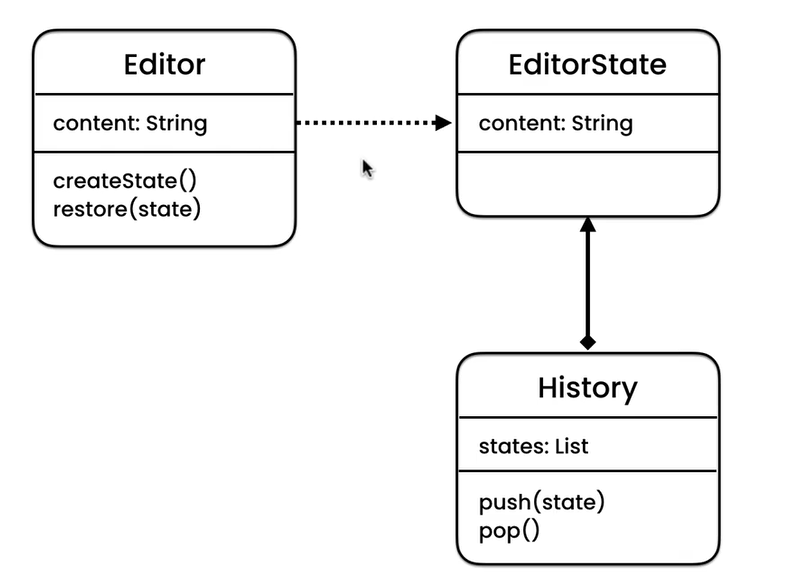 Editor
content: String
createState()
restore(state)
EditorState
content: String
History
states: List
push(state)
pop()